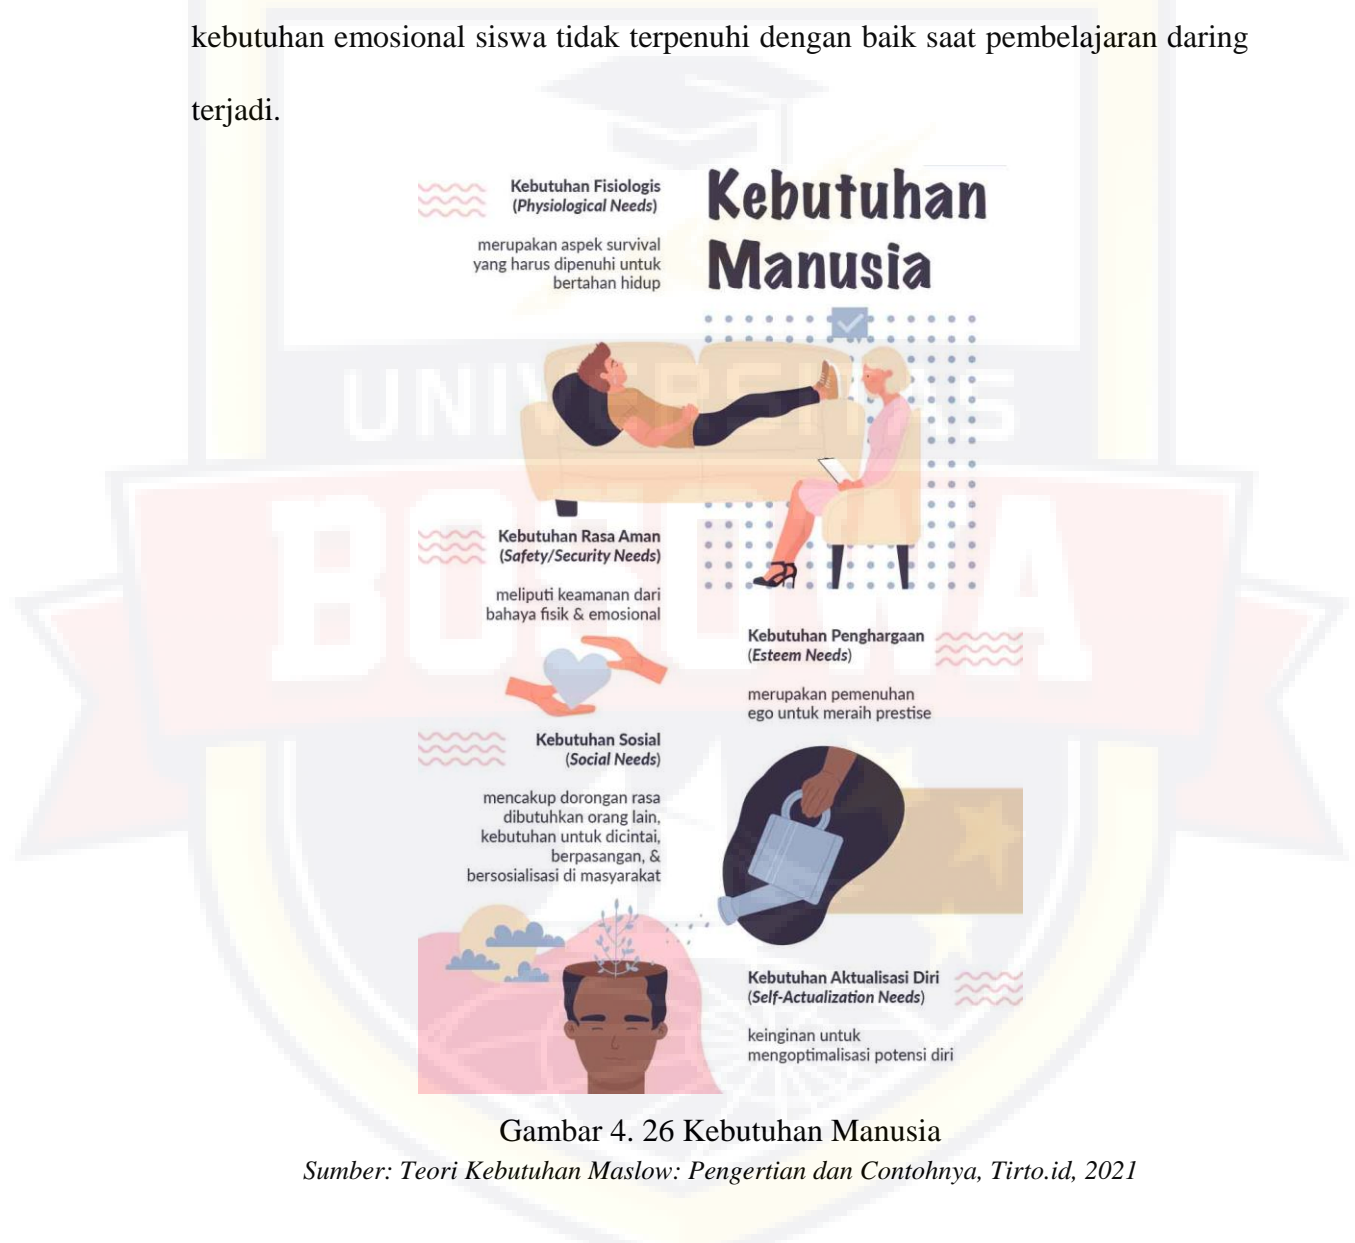 kebutuhan emosional siswa tidak terpenuhi dengan baik saat pembelajaran daring
terjadi.
Kebutuhan
Manusia
Kebutuhan Fisiologis
(Physiological Needs)
merupakan aspek survival
yang harus dipenuhi untuk
bertahan hidup
UNIVERSITAS
BOSOWA
Kebutuhan Rasa Aman
(Safety/Security Needs)
meliputi keamanan dari
bahaya fisik & emosional
Kebutuhan Sosial
(Social Needs)
mencakup dorongan rasa
dibutuhkan orang lain,
kebutuhan untuk dicintai,
berpasangan, &
bersosialisasi di masyarakat
Kebutuhan Penghargaan
(Esteem Needs)
merupakan pemenuhan
ego untuk meraih prestise
Kebutuhan Aktualisasi Diri
(Self-Actualization Needs)
keinginan untuk
mengoptimalisasi potensi diri
Gambar 4. 26 Kebutuhan Manusia
Sumber: Teori Kebutuhan Maslow: Pengertian dan Contohnya, Tirto.id, 2021